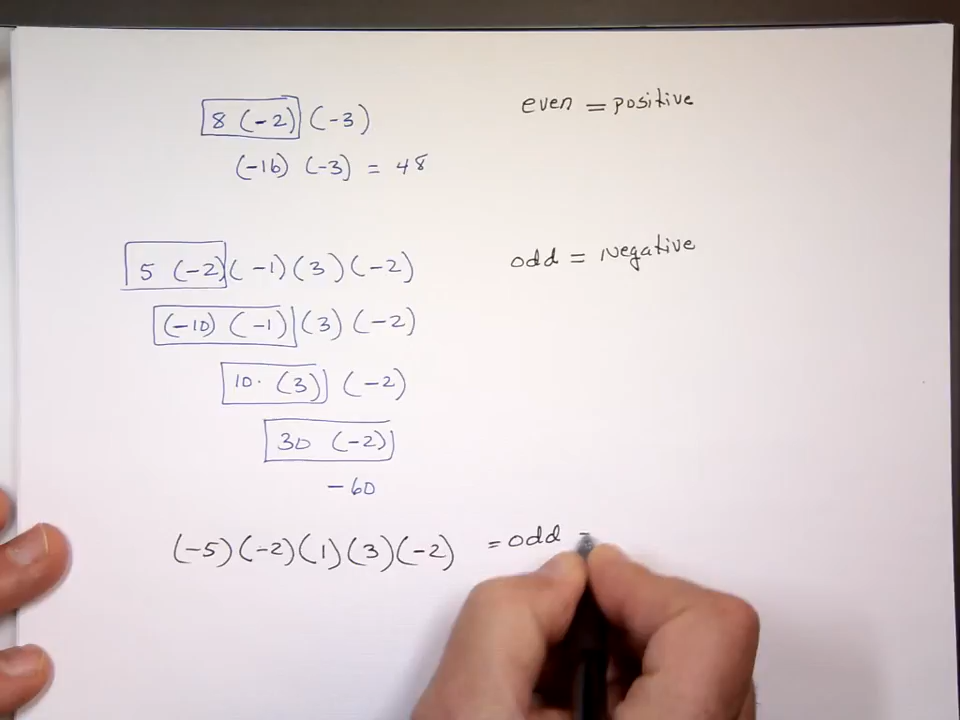 8 (-2) (-3)
even = positive
(-16) (-3) = 48
5 (-2) (-1) (3) (-2)
odd = Negative
(-10) (-1) (3) (-2)
10. (3) (-2)
30 (-2)
-60
(-5) (-2) (1) (3) (-2) = odd =